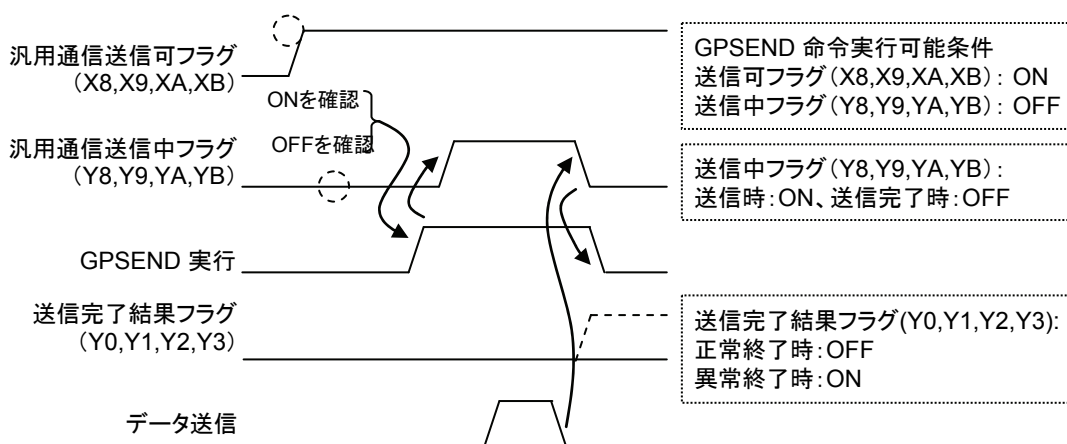 汎用通信送信可フラグ
(X8,X9,XA,XB)
ONを確認
OFFを確認
汎用通信送信中フラグ
(Y8,Y9,YA,YB)
GPSEND 実行
送信完了結果フラグ
(Y0,Y1,Y2,Y3)
データ送信
GPSEND 命令実行可能条件
送信可フラグ(X8,X9,XA,XB):ON
送信中フラグ(Y8,Y9,YA,YB):OFF
送信中フラグ(Y8,Y9,YA,YB):
送信時:ON、送信完了時:OFF
送信完了結果フラグ(Y0,Y1,Y2,Y3):
正常終了時:OFF
異常終了時:ON